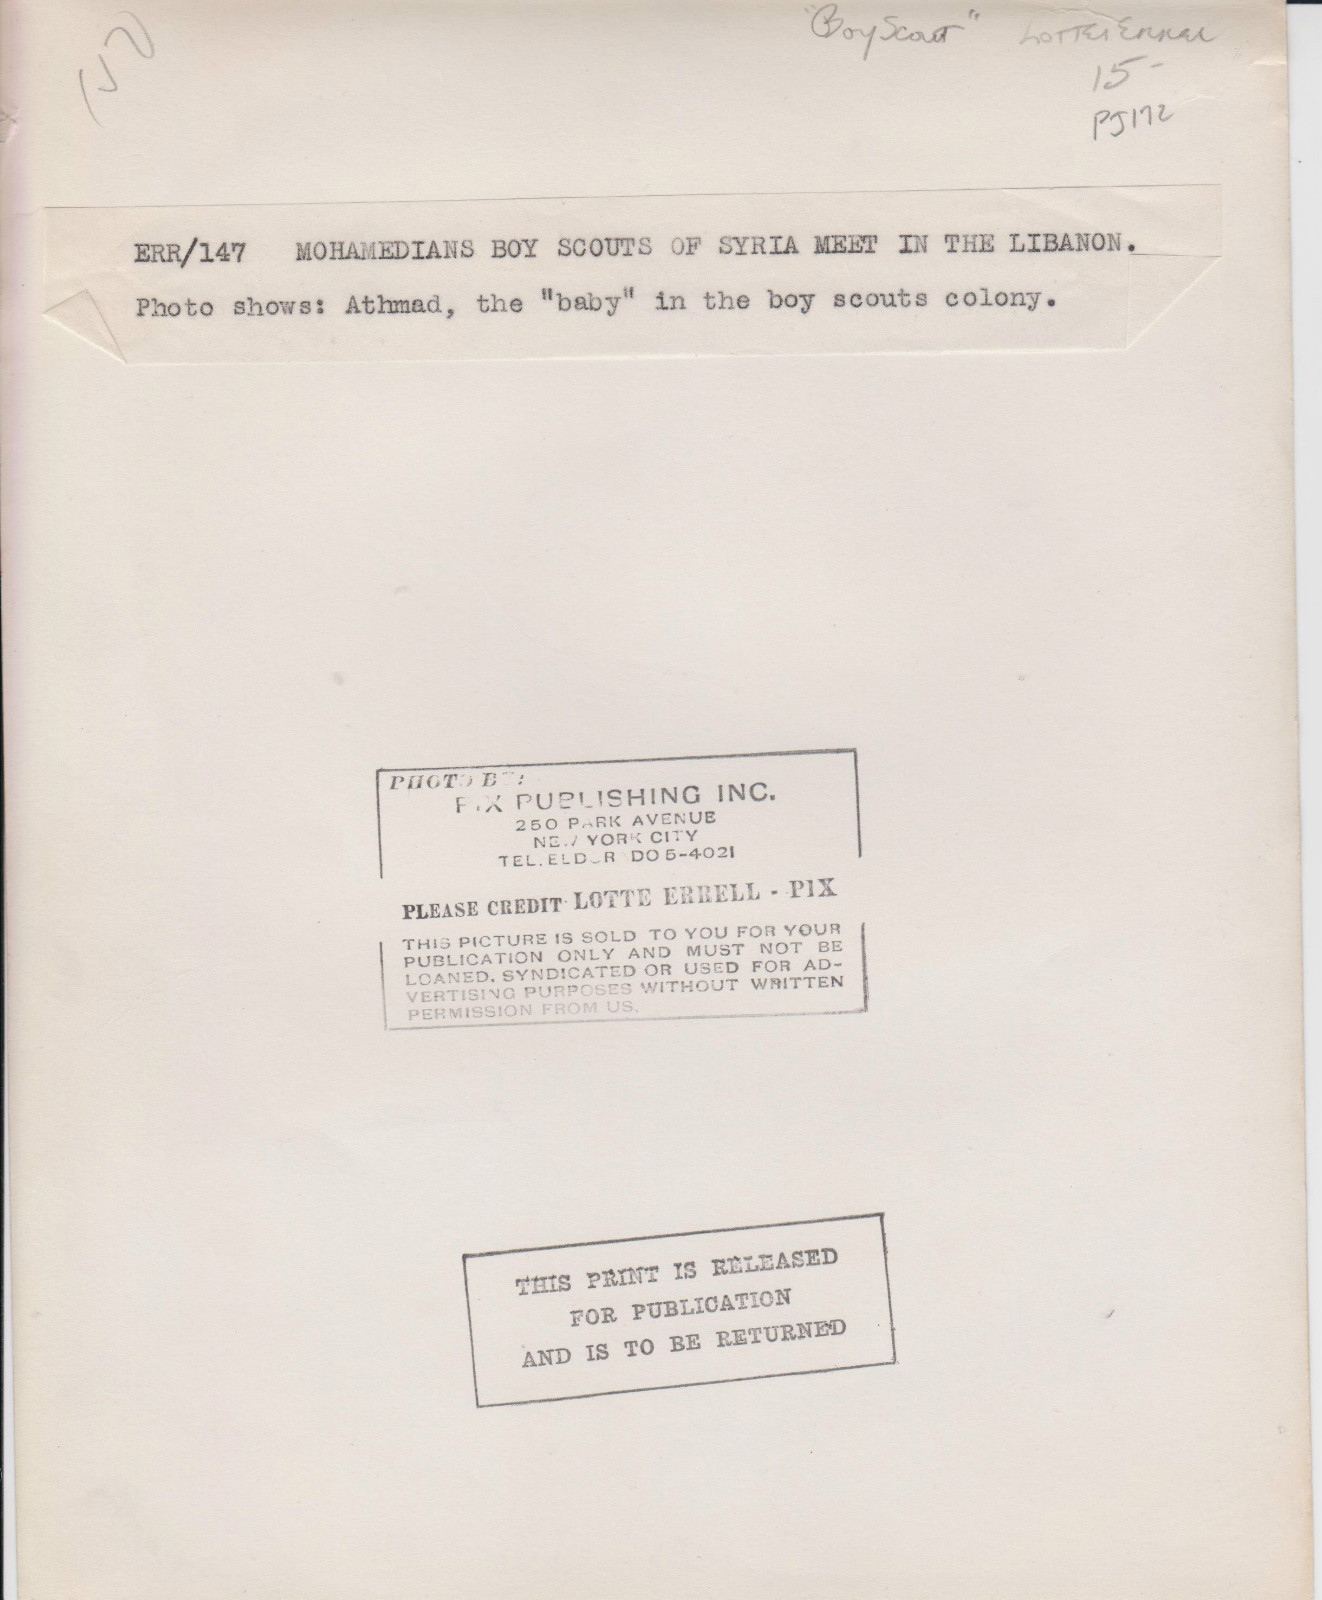 "Boy Scout" Lotte Errell
15-
PJ172
ERR/147 MOHAMEDIANS BOY SCOUTS OF SYRIA MEET IN THE LIBANON.
Photo shows: Athmad, the "baby" in the boy scouts colony.
PHOTO BY:
PIX PUBLISHING INC.
250 PARK AVENUE
NEW YORK CITY
TEL. ELDORADO 5-4021
PLEASE CREDIT LOTTE ERRELL - PIX
THIS PICTURE IS SOLD TO YOU FOR YOUR
PUBLICATION ONLY AND MUST NOT BE
LOANED, SYNDICATED OR USED FOR AD-
VERTISING PURPOSES WITHOUT WRITTEN
PERMISSION FROM US.
THIS PRINT IS RELEASED
FOR PUBLICATION
AND IS TO BE RETURNED